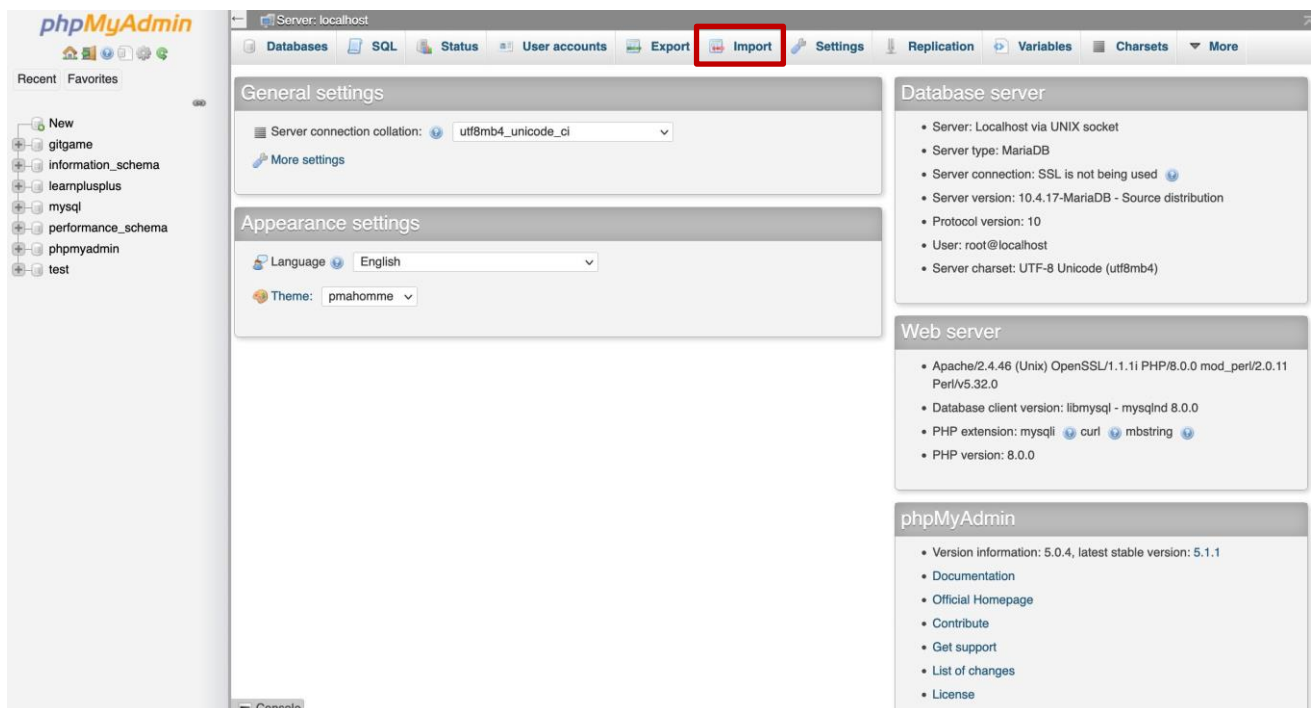 phpMyAdmin
Recent Favorites
New
gitgame
information_schema
learnplusplus
mysql
performance_schema
phpmyadmin
test
Server: localhost
Databases SQL Status User accounts Export Import Settings Replication Variables Charsets More
General settings
Server connection collation: utf8mb4_unicode_ci
More settings
Appearance settings
Language English
Theme: pmahomme
Database server
• Server: Localhost via UNIX socket
• Server type: MariaDB
• Server connection: SSL is not being used
• Server version: 10.4.17-MariaDB - Source distribution
• Protocol version: 10
• User: root@localhost
• Server charset: UTF-8 Unicode (utf8mb4)
Web server
• Apache/2.4.46 (Unix) OpenSSL/1.1.1i PHP/8.0.0 mod_perl/2.0.11
Perl/v5.32.0
• Database client version: libmysql - mysqlnd 8.0.0
• PHP extension: mysqli curl mbstring
• PHP version: 8.0.0
phpMyAdmin
• Version information: 5.0.4, latest stable version: 5.1.1
• Documentation
• Official Homepage
• Contribute
• Get support
• List of changes
• License
Console